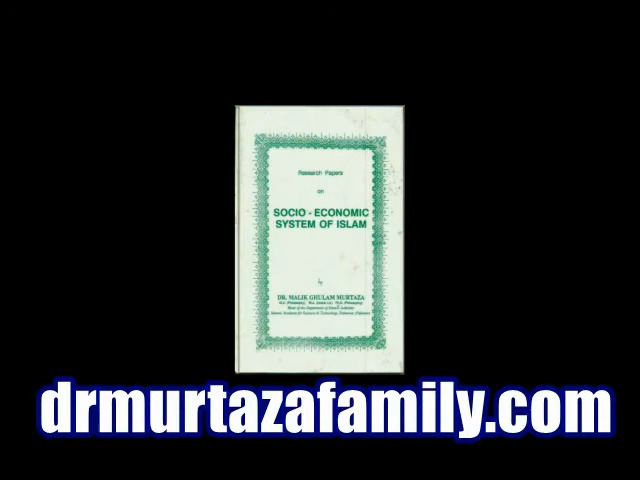 Research Papers
on
SOCIO - ECONOMIC
SYSTEM OF ISLAM
by
DR. MALIK GHULAM MURTAZA
drmurtazafamily.com